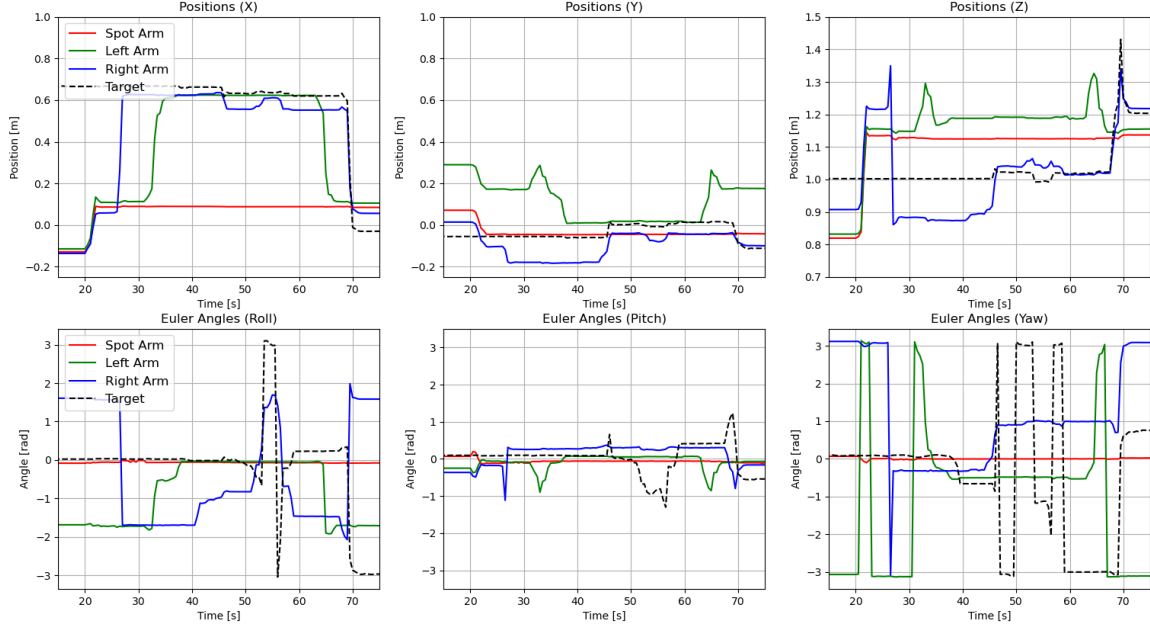 Positions (X)
Position [m]
1.0
0.8
0.6
0.4
0.2
0.0
−0.2
20 30 40 50 60 70
Time [s]
Spot Arm
Left Arm
Right Arm
Target
Positions (Y)
Position [m]
1.0
0.8
0.6
0.4
0.2
0.0
−0.2
20 30 40 50 60 70
Time [s]
Positions (Z)
Position [m]
1.5
1.4
1.3
1.2
1.1
1.0
0.9
0.8
0.7
20 30 40 50 60 70
Time [s]
Euler Angles (Roll)
Angle [rad]
3
2
1
0
−1
−2
−3
20 30 40 50 60 70
Time [s]
Spot Arm
Left Arm
Right Arm
Target
Euler Angles (Pitch)
Angle [rad]
3
2
1
0
−1
−2
−3
20 30 40 50 60 70
Time [s]
Euler Angles (Yaw)
Angle [rad]
3
2
1
0
−1
−2
−3
20 30 40 50 60 70
Time [s]